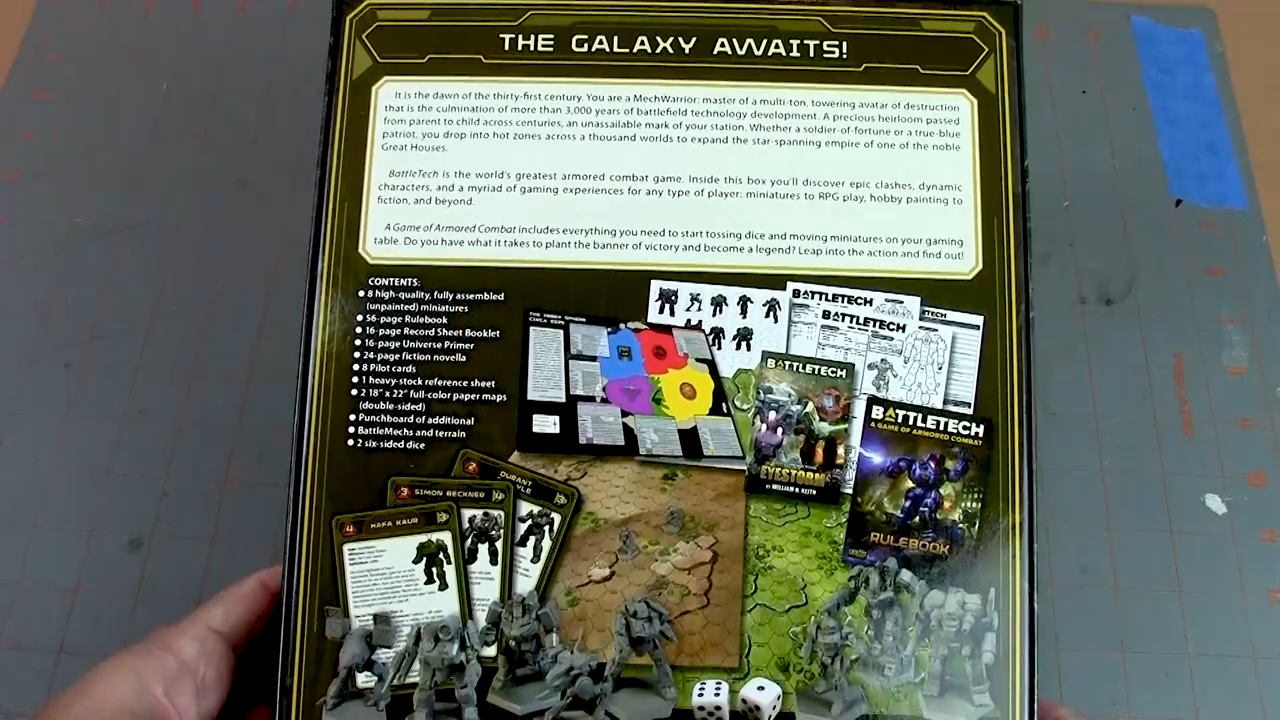 THE GALAXY AWAITS!
It is the dawn of the thirty-first century. You are a MechWarrior: master of a multi-ton, towering avatar of destruction
that is the culmination of more than 3,000 years of battlefield technology development. A precious heirloom passed
from parent to child across centuries, an unassailable mark of your station. Whether a soldier-of-fortune or a true-blue
patriot, you drop into hot zones across a thousand worlds to expand the star-spanning empire of one of the noble
Great Houses.
BattleTech is the world's greatest armored combat game. Inside this box you'll discover epic clashes, dynamic
characters, and a myriad of gaming experiences for any type of player: miniatures to RPG play, hobby painting to
fiction, and beyond.
A Game of Armored Combat includes everything you need to start tossing dice and moving miniatures on your gaming
table. Do you have what it takes to plant the banner of victory and become a legend? Leap into the action and find out!
CONTENTS:
● 8 high-quality, fully assembled
(unpainted) miniatures
● 56-page Rulebook
● 16-page Record Sheet Booklet
● 16-page Universe Primer
● 24-page fiction novella
● 8 Pilot cards
● 1 heavy-stock reference sheet
● 2 18" x 22" full-color paper maps
(double-sided)
● Punchboard of additional
● BattleMechs and terrain
● 2 six-sided dice
THE INNER SPHERE
BATTLETECH
BATTLETECH
BATTLETECH
EYESTORM
BY WILLIAM H. KEITH
BATTLETECH
A GAME OF ARMORED COMBAT
RULEBOOK
2 DURANT
3 SIMON BECKNER 4
4